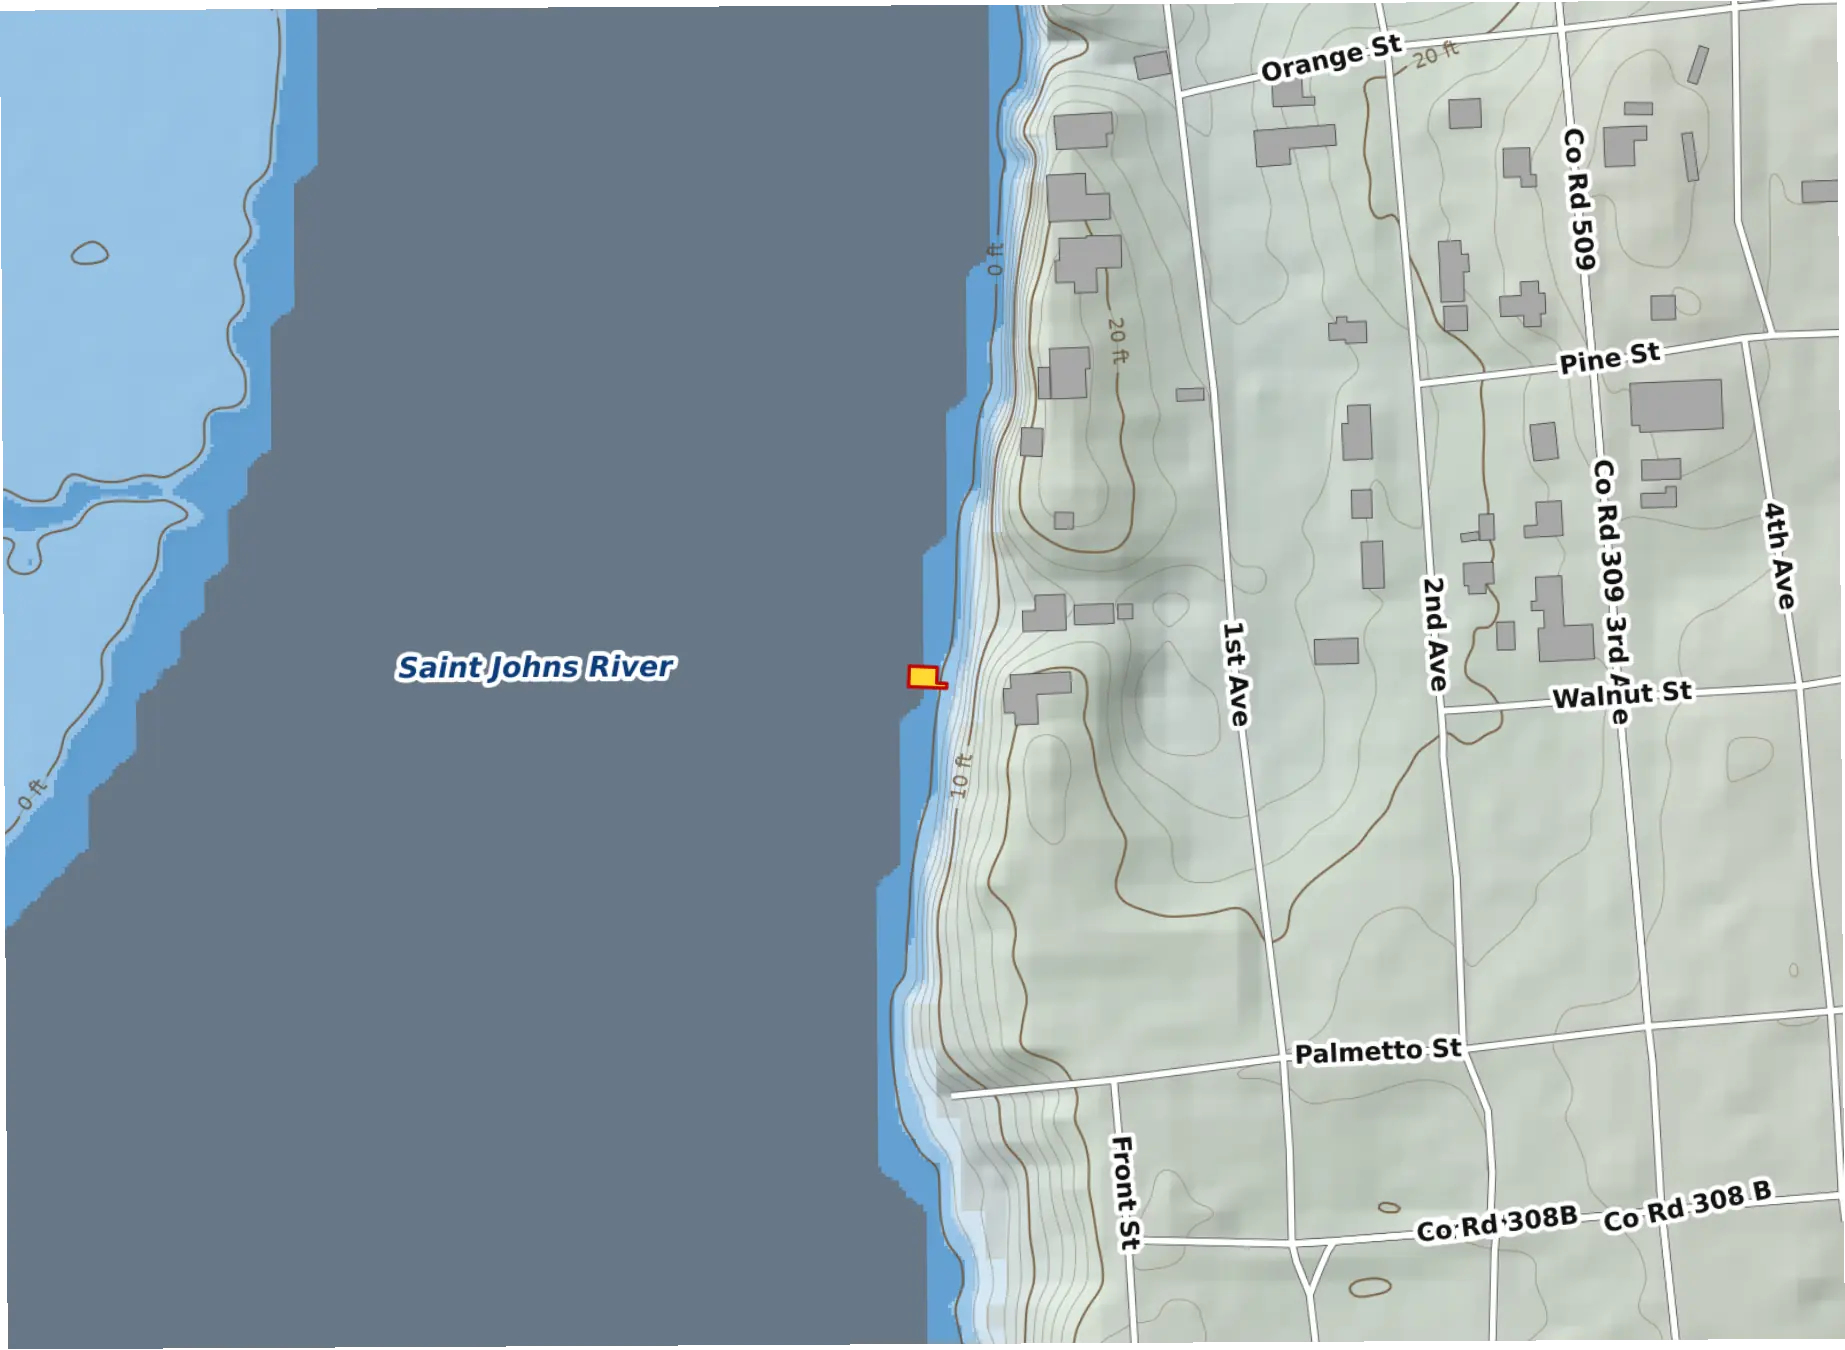 Orange St
20 ft
Co Rd 509
0 ft
20 ft
Pine St
Co Rd 309
3rd Ave
4th Ave
2nd Ave
1st Ave
Saint Johns River
Walnut St
10 ft
0 ft
Palmetto St
Front St
Co Rd 308B
Co Rd 308 B